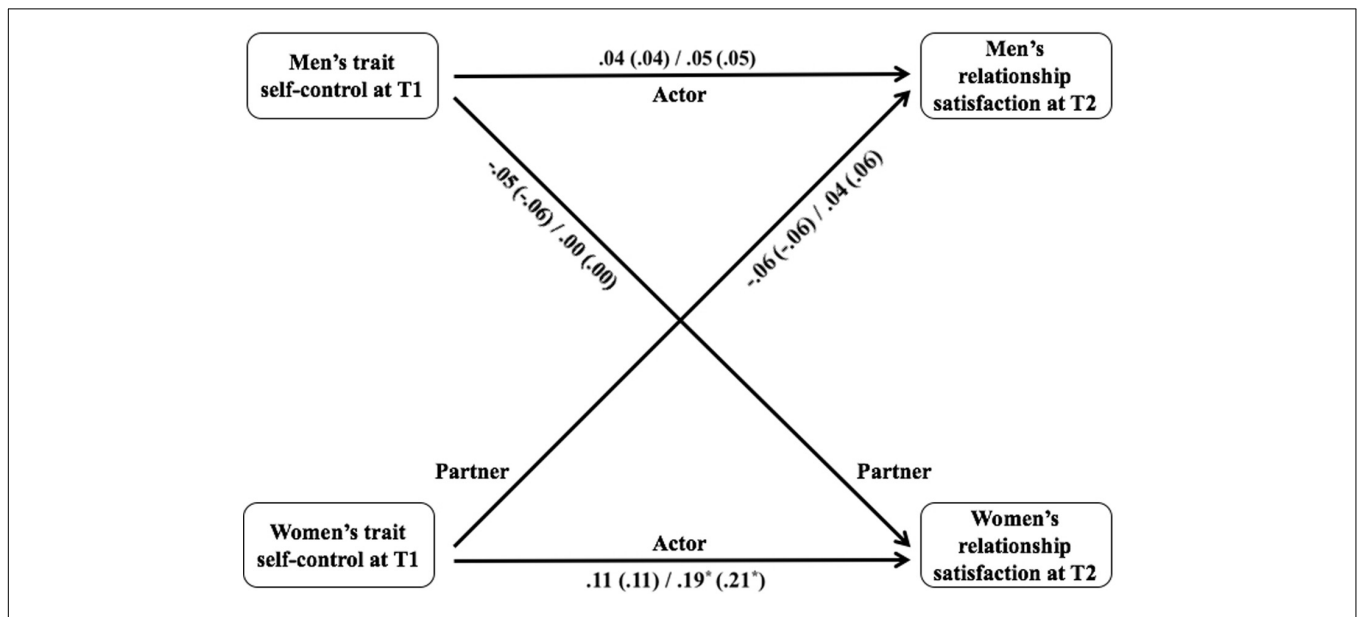 Men's trait
self-control at T1
.04 (.04) / .05 (.05)
Actor
Men's
relationship
satisfaction at T2
-.05 (-.06) / .00 (.00)
-.06 (-.06) / .04 (.06)
Partner
Partner
Women's trait
self-control at T1
Actor
.11 (.11) / .19* (.21*)
Women's
relationship
satisfaction at T2